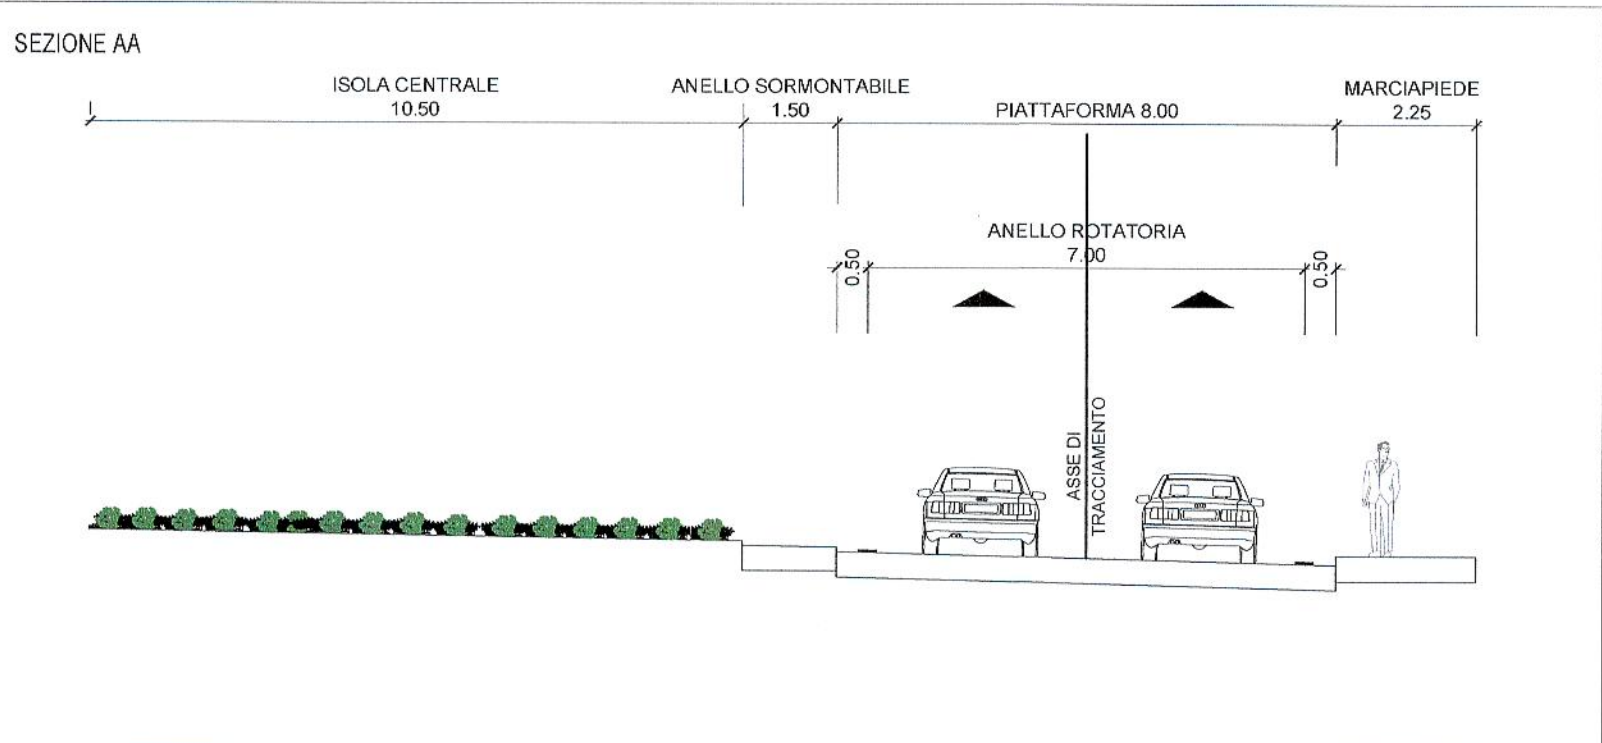 SEZIONE AA
ISOLA CENTRALE
10.50
ANELLO SORMONTABILE
1.50
PIATTAFORMA 8.00
MARCIAPIEDE
2.25
ANELLO ROTATORIA
7.00
0.50
0.50
ASSE DI
TRACCIAMENTO